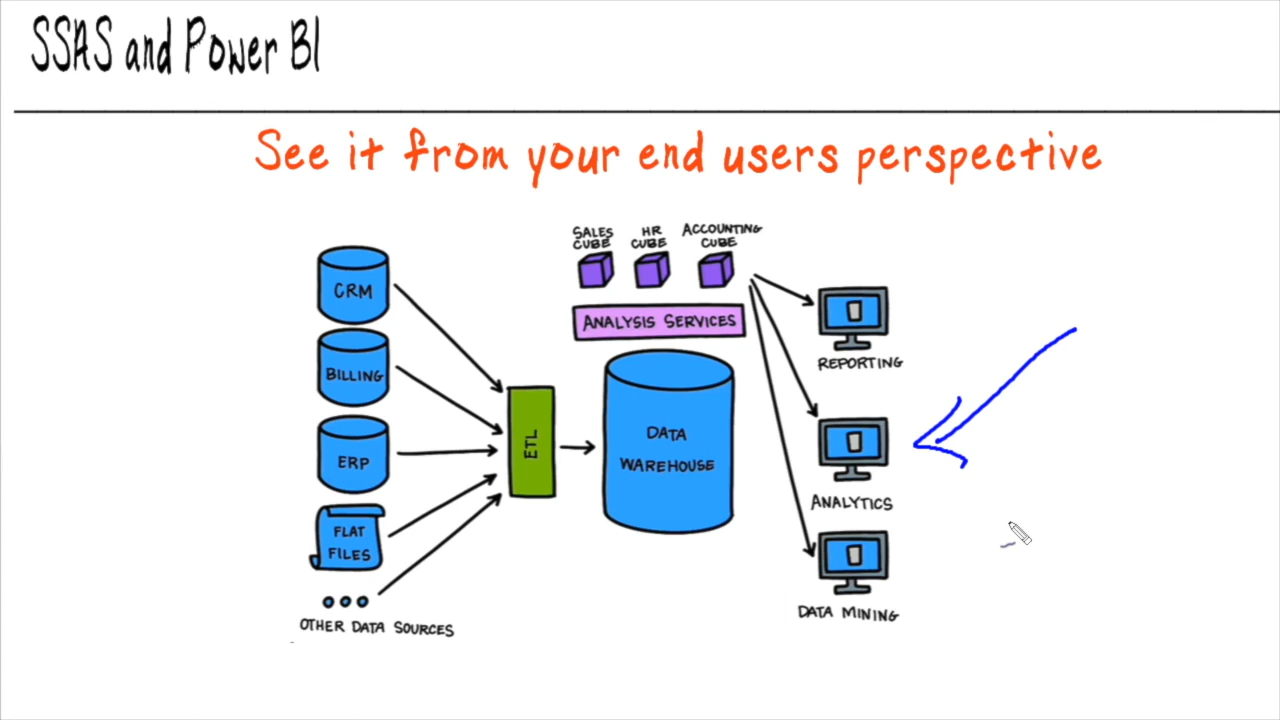 SSAS and Power BI
See it from your end users perspective
SALES
CUBE
HR
CUBE
ACCOUNTING
CUBE
ANALYSIS SERVICES
CRM
BILLING
ERP
FLAT
FILES
OTHER DATA SOURCES
ETL
DATA
WAREHOUSE
REPORTING
ANALYTICS
DATA MINING